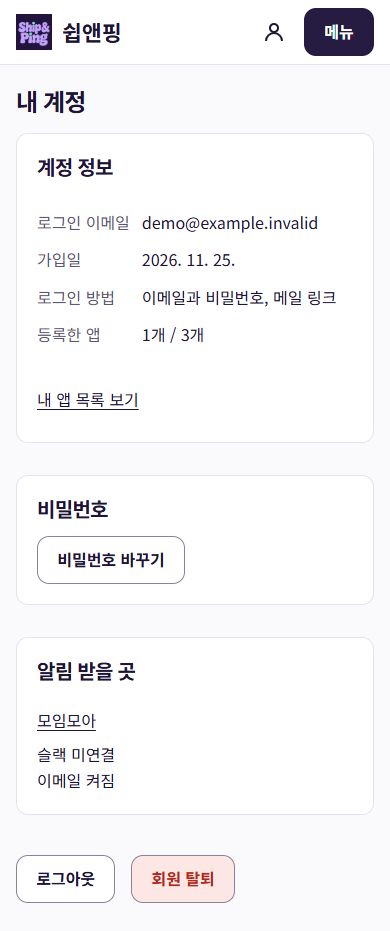 Ship&
Ping
쉽앤핑
메뉴
내 계정
계정 정보
로그인 이메일 demo@example.invalid
가입일 2026. 11. 25.
로그인 방법 이메일과 비밀번호, 메일 링크
등록한 앱 1개 / 3개
내 앱 목록 보기
비밀번호
비밀번호 바꾸기
알림 받을 곳
모임모아
슬랙 미연결
이메일 켜짐
로그아웃
회원 탈퇴